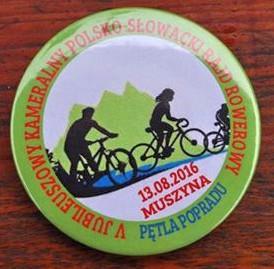 V JUBILEUSZOWY KAMERALNY POLSKO-SŁOWACKI RAJD ROWEROWY
13.08.2016
MUSZYNA
PĘTLA POPRADU